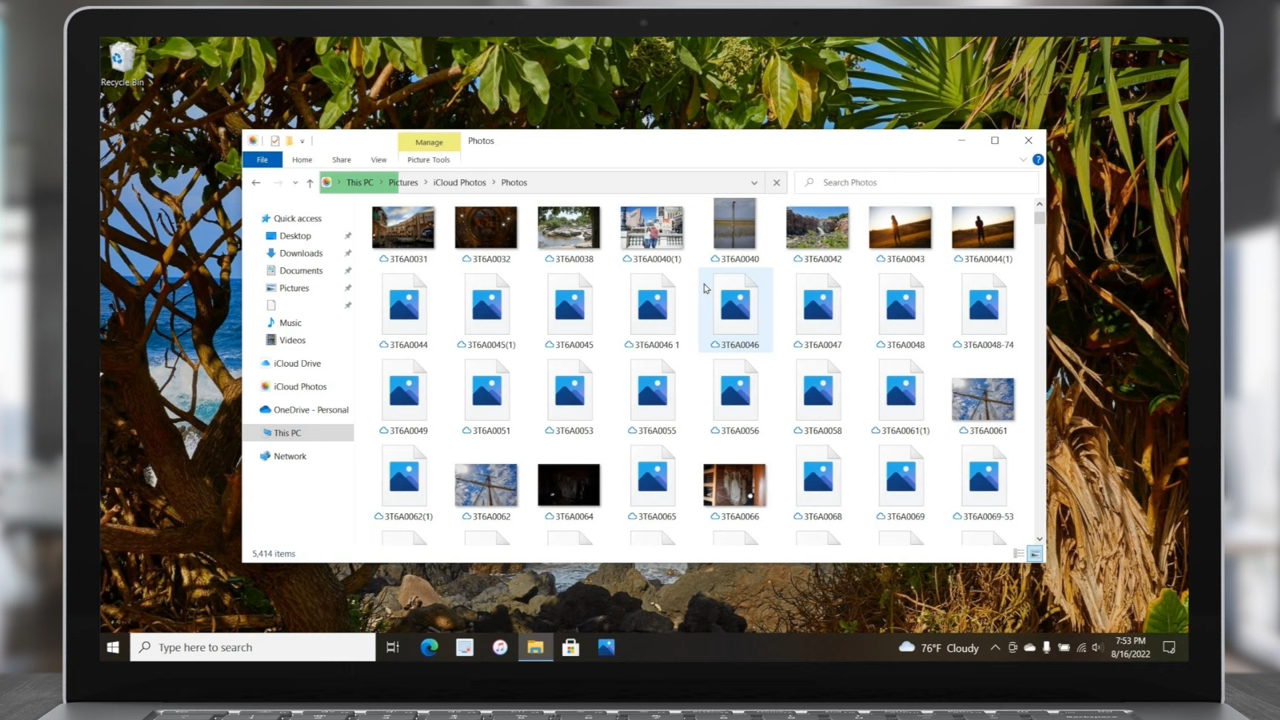 Recycle Bin
Manage
Photos
File
Home
Share
View
Picture Tools
This PC
Pictures
iCloud Photos
Photos
Search Photos
Quick access
Desktop
Downloads
Documents
Pictures
Music
Videos
iCloud Drive
iCloud Photos
OneDrive - Personal
This PC
Network
3T6A0031 3T6A0032 3T6A0038 3T6A0040(1) 3T6A0040 3T6A0042 3T6A0043 3T6A0044(1)
3T6A0044 3T6A0045(1) 3T6A0045 3T6A0046 1 3T6A0046 3T6A0047 3T6A0048 3T6A0048-74
3T6A0049 3T6A0051 3T6A0053 3T6A0055 3T6A0056 3T6A0058 3T6A0061(1) 3T6A0061
3T6A0062(1) 3T6A0062 3T6A0064 3T6A0065 3T6A0066 3T6A0068 3T6A0069 3T6A0069-53
5,414 items
Type here to search
76°F Cloudy
7:53 PM
8/16/2022